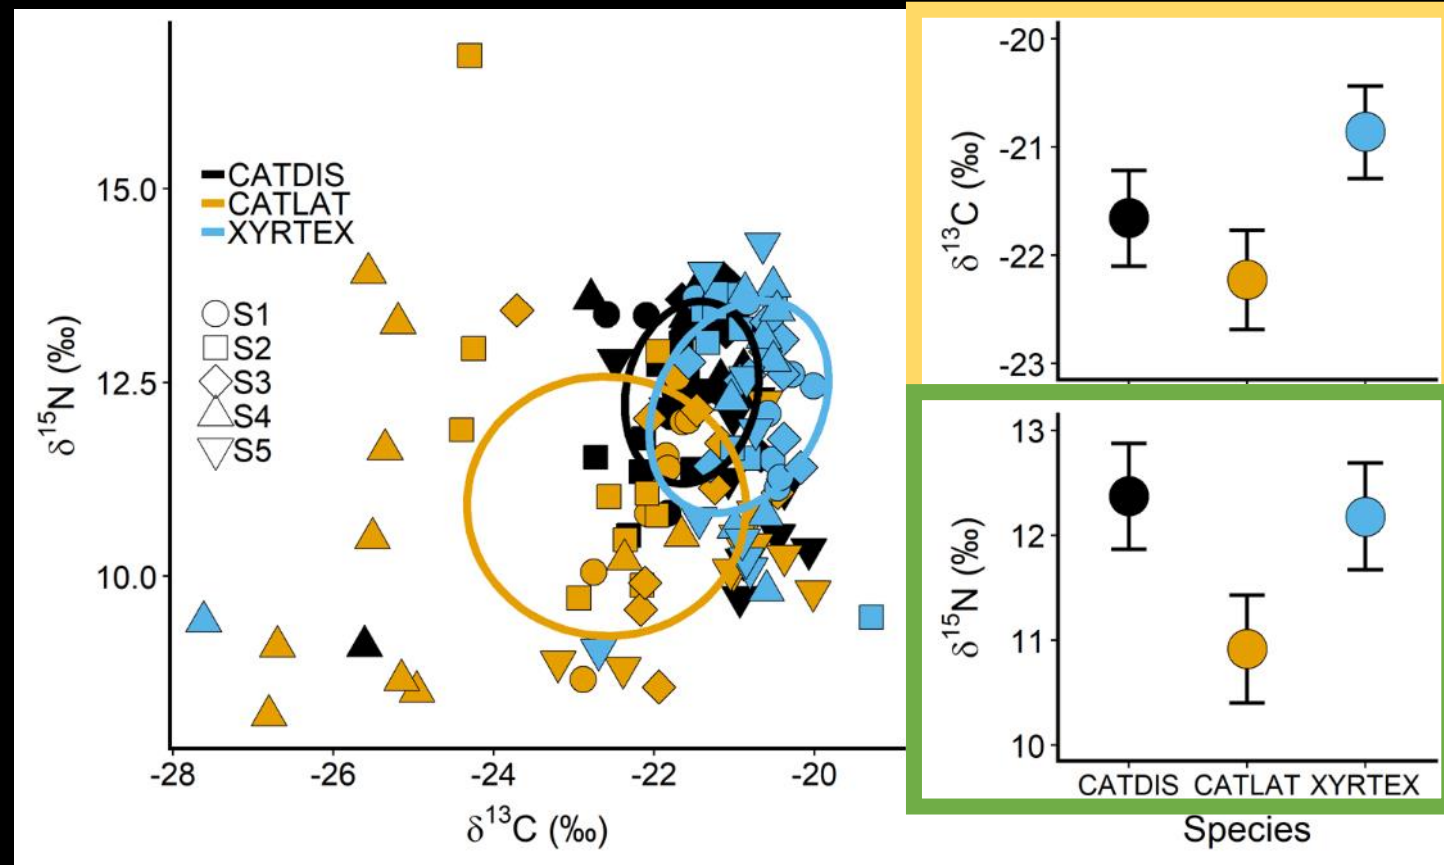 15.0
12.5
10.0
δ¹⁵N (‰)
CATDIS
CATLAT
XYRTEX
S1
S2
S3
S4
S5
-28 -26 -24 -22 -20
δ¹³C (‰)
-20
-21
-22
-23
δ¹³C (‰)
13
12
11
10
δ¹⁵N (‰)
CATDIS CATLAT XYRTEX
Species